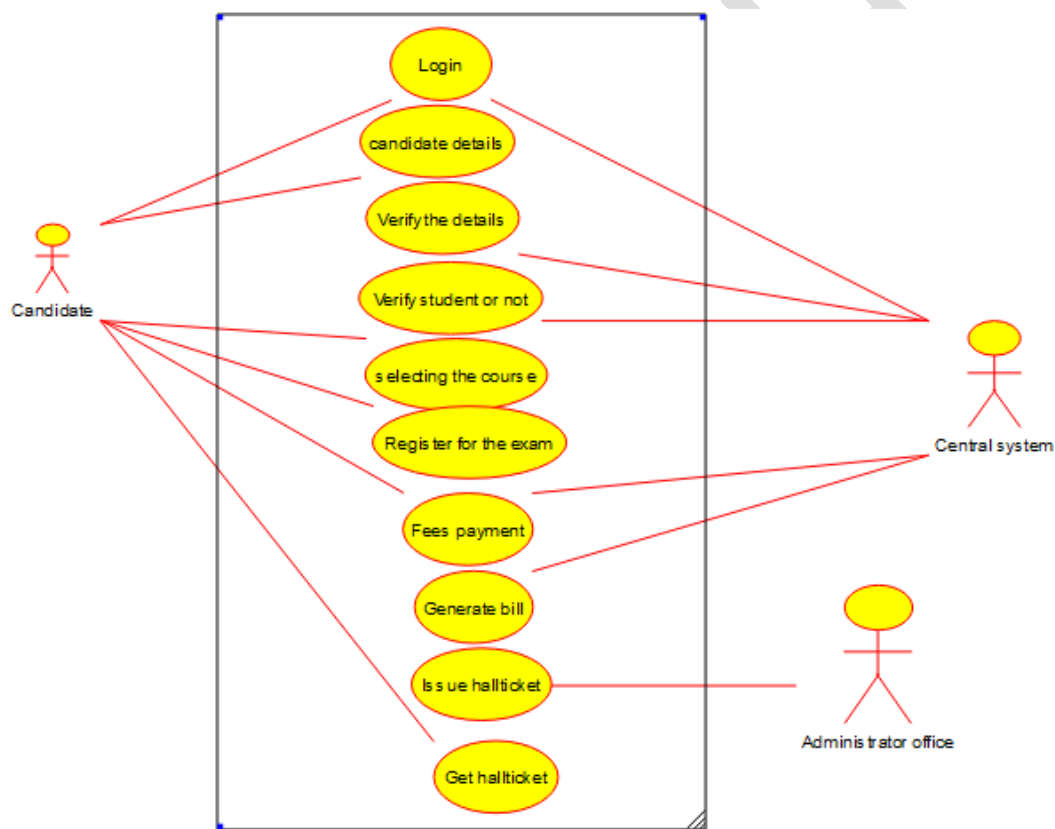 Login
candidate details
Verify the details
Candidate
Verify student or not
selecting the course
Register for the exam
Central system
Fees payment
Generate bill
Issue hallticket
Administrator office
Get hallticket